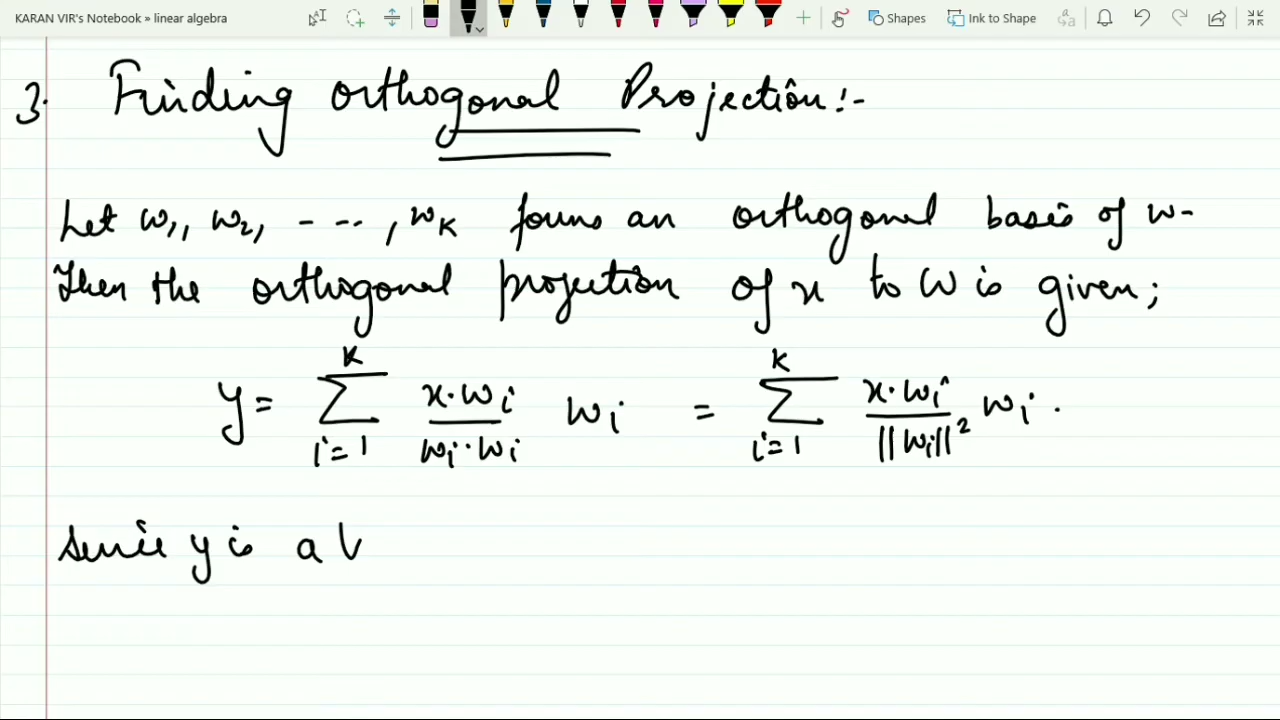 KARAN VIR's Notebook » linear algebra
Shapes Ink to Shape
3. Finding orthogonal Projection:-
Let w₁, w₂, - - - -, wₖ forms an orthogonal basis of W-
Then the orthogonal projection of x to W is given;
y = ∑ᵢ₌₁ᴷ (x·wᵢ)/(wᵢ·wᵢ) wᵢ = ∑ᵢ₌₁ᴷ (x·wᵢ)/||wᵢ||² wᵢ .
since y is a